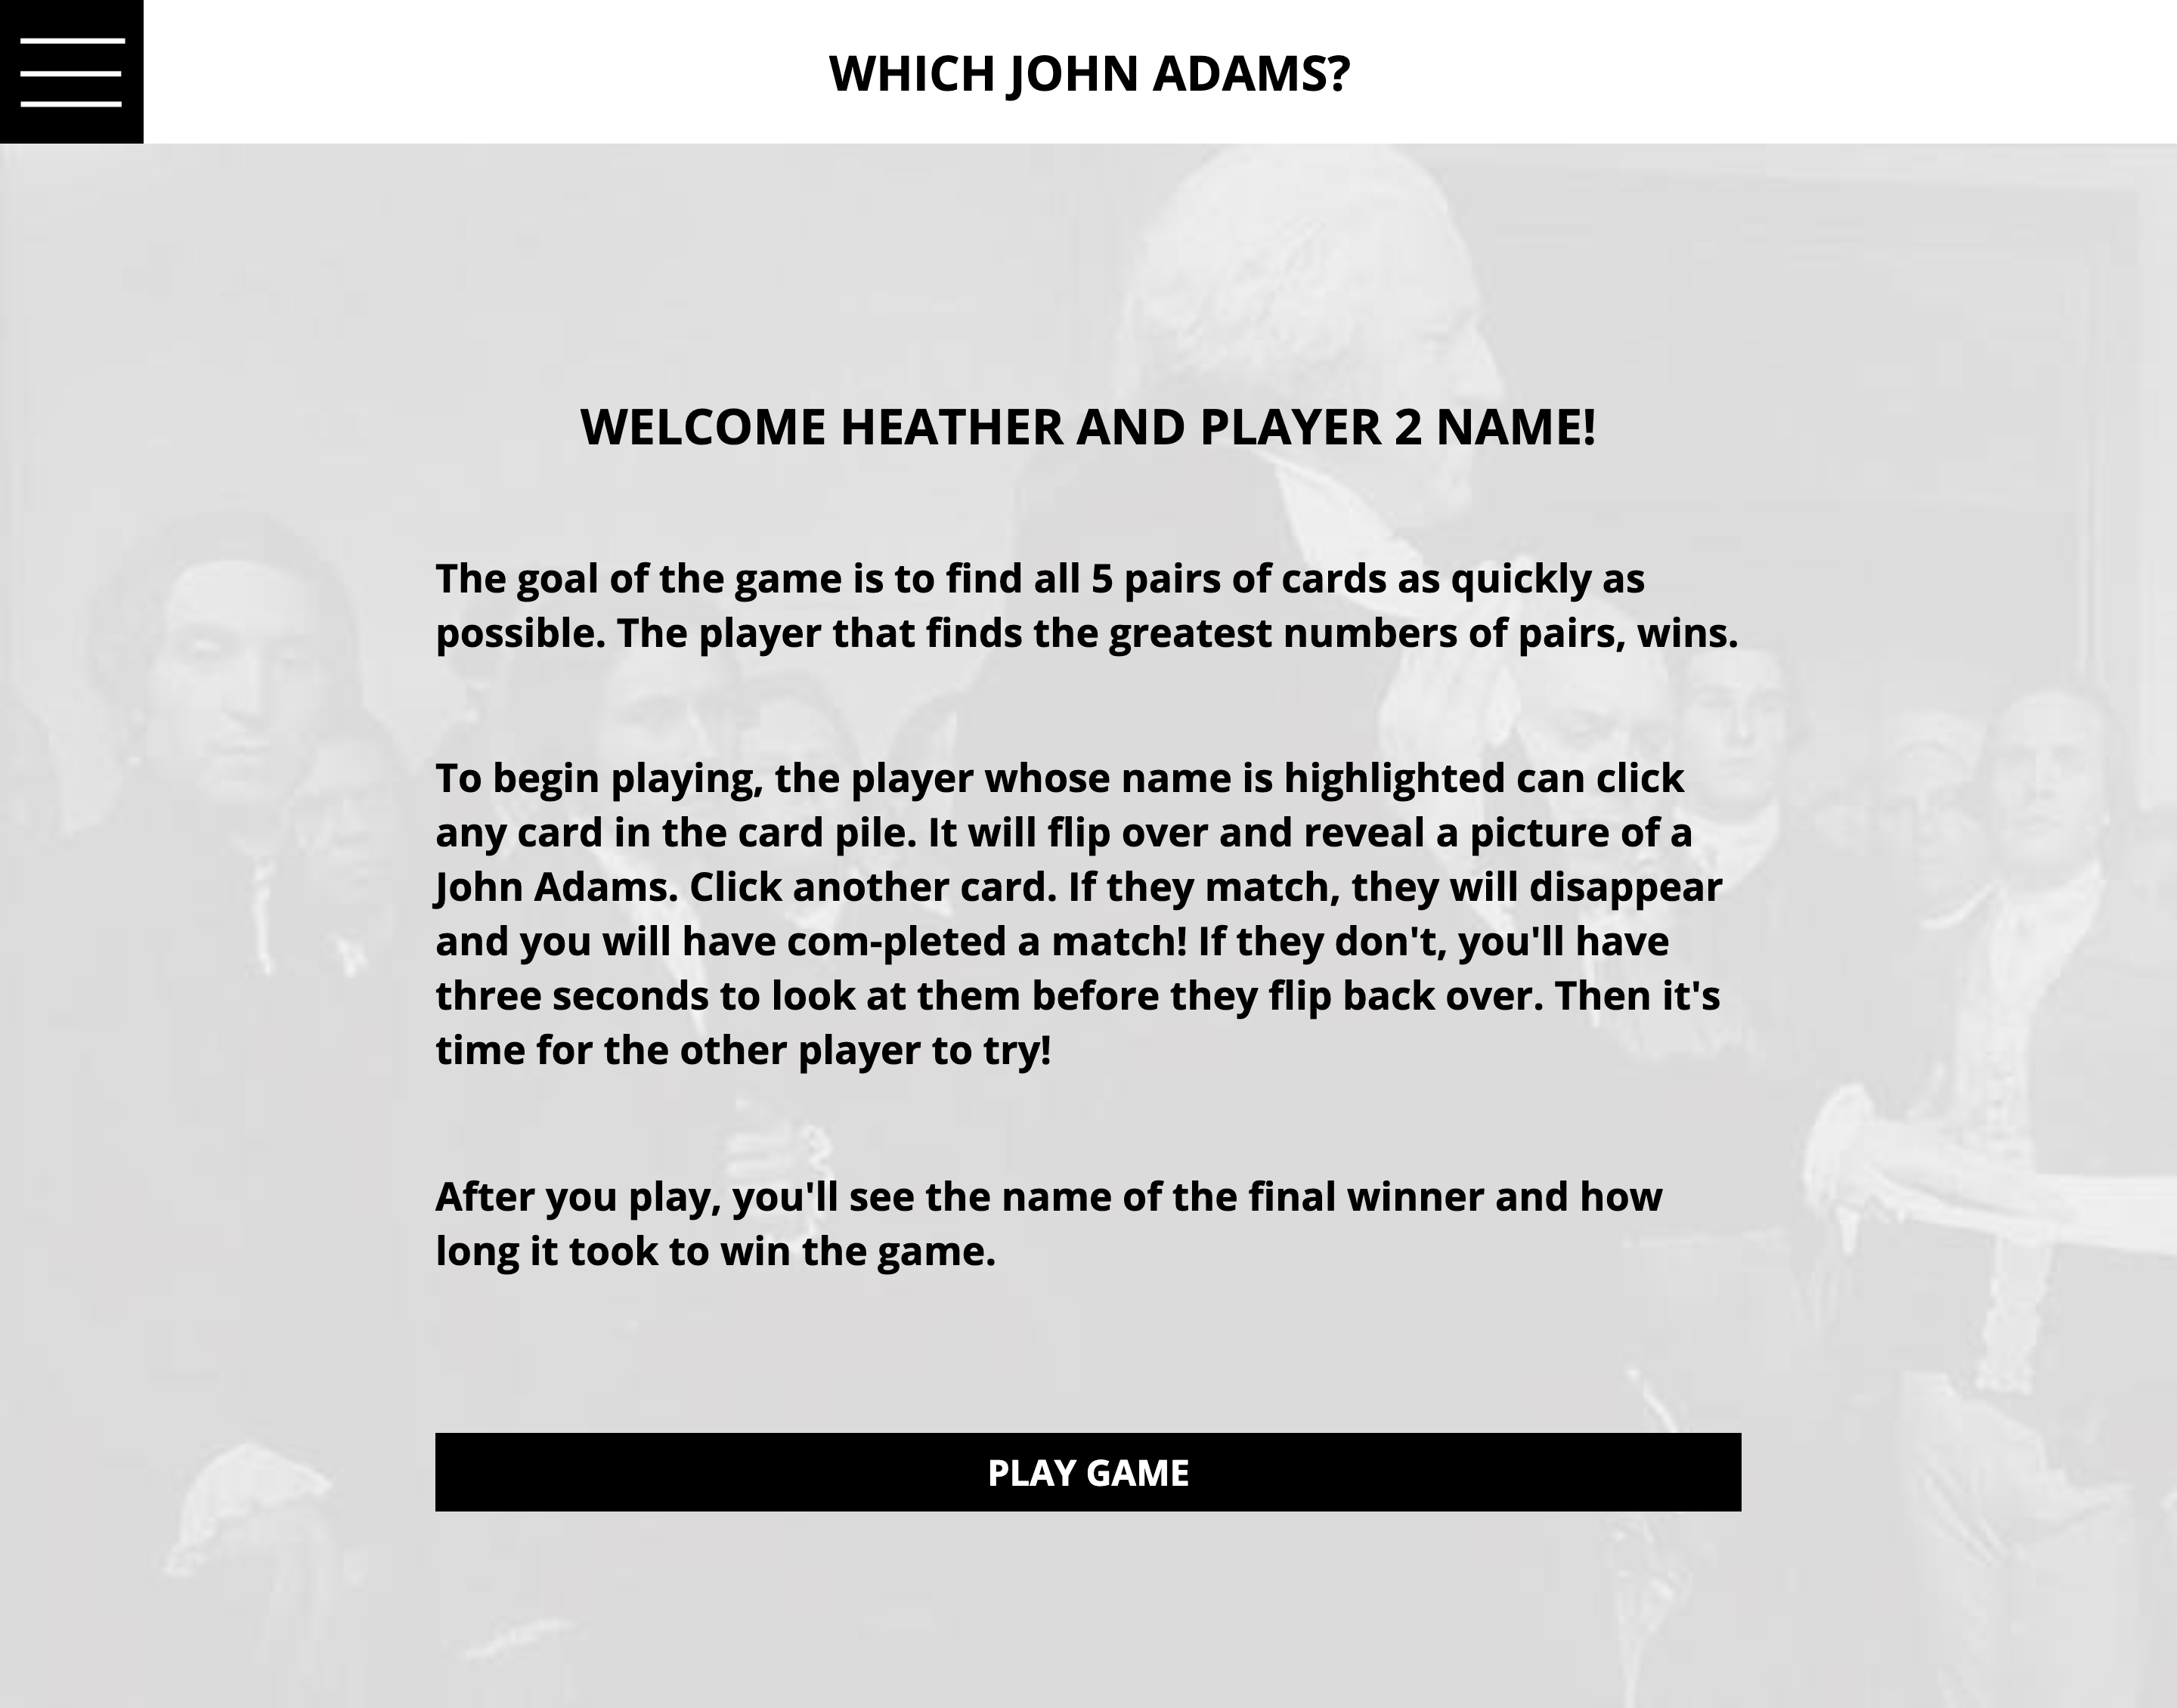 WHICH JOHN ADAMS?
WELCOME HEATHER AND PLAYER 2 NAME!
The goal of the game is to find all 5 pairs of cards as quickly as
possible. The player that finds the greatest numbers of pairs, wins.
To begin playing, the player whose name is highlighted can click
any card in the card pile. It will flip over and reveal a picture of a
John Adams. Click another card. If they match, they will disappear
and you will have com-pleted a match! If they don't, you'll have
three seconds to look at them before they flip back over. Then it's
time for the other player to try!
After you play, you'll see the name of the final winner and how
long it took to win the game.
PLAY GAME